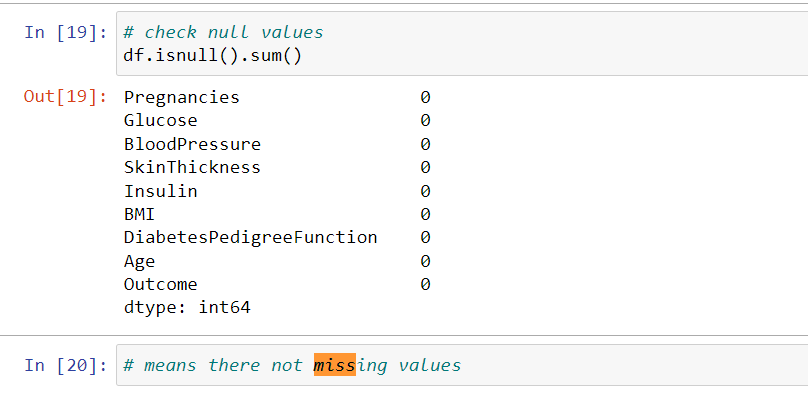 In [19]: # check null values
df.isnull().sum()
Out[19]: Pregnancies 0
Glucose 0
BloodPressure 0
SkinThickness 0
Insulin 0
BMI 0
DiabetesPedigreeFunction 0
Age 0
Outcome 0
dtype: int64
In [20]: # means there not missing values